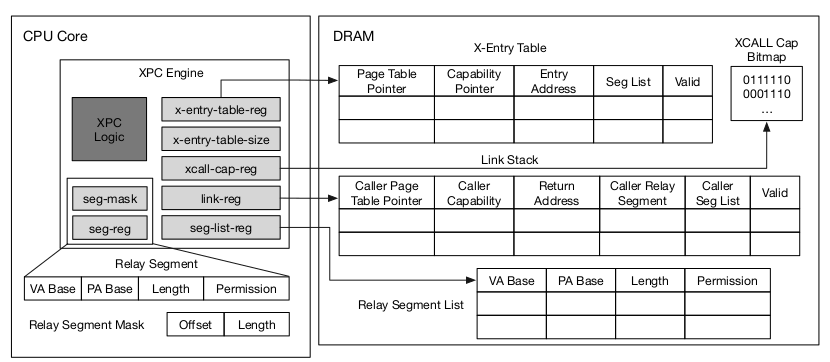 CPU Core
XPC Engine
XPC
Logic
x-entry-table-reg
x-entry-table-size
xcall-cap-reg
link-reg
seg-list-reg
seg-mask
seg-reg
Relay Segment
VA Base PA Base Length Permission
Relay Segment Mask Offset Length
DRAM
X-Entry Table
Page Table
Pointer
Capability
Pointer
Entry
Address
Seg List
Valid
XCALL Cap
Bitmap
0111110
0001110
...
Link Stack
Caller Page
Table Pointer
Caller
Capability
Return
Address
Caller Relay
Segment
Caller
Seg List
Valid
Relay Segment List
VA Base PA Base Length Permission